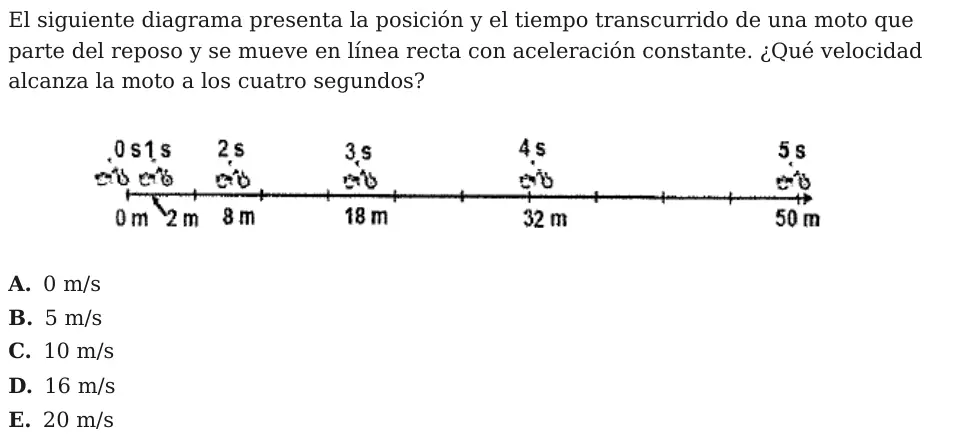 El siguiente diagrama presenta la posición y el tiempo transcurrido de una moto que
parte del reposo y se mueve en línea recta con aceleración constante. ¿Qué velocidad
alcanza la moto a los cuatro segundos?
0 s 1 s 2 s 3 s 4 s 5 s
0 m 2 m 8 m 18 m 32 m 50 m
A. 0 m/s
B. 5 m/s
C. 10 m/s
D. 16 m/s
E. 20 m/s